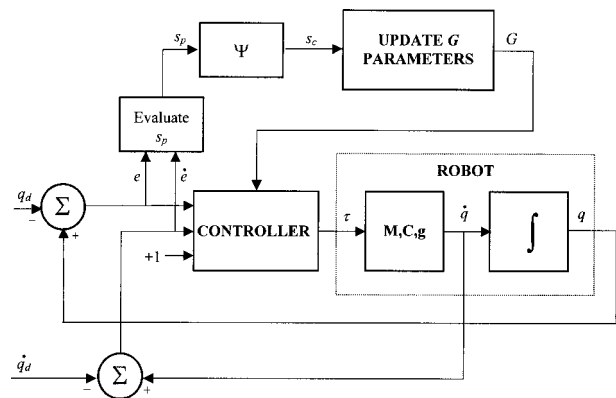 s_p
Ψ
s_c
UPDATE G
PARAMETERS
G
Evaluate
s_p
e
ė
ROBOT
q_d
Σ
−
+
CONTROLLER
τ
M,C,g
q̇
∫
q
+1
q̇_d
Σ
−
+